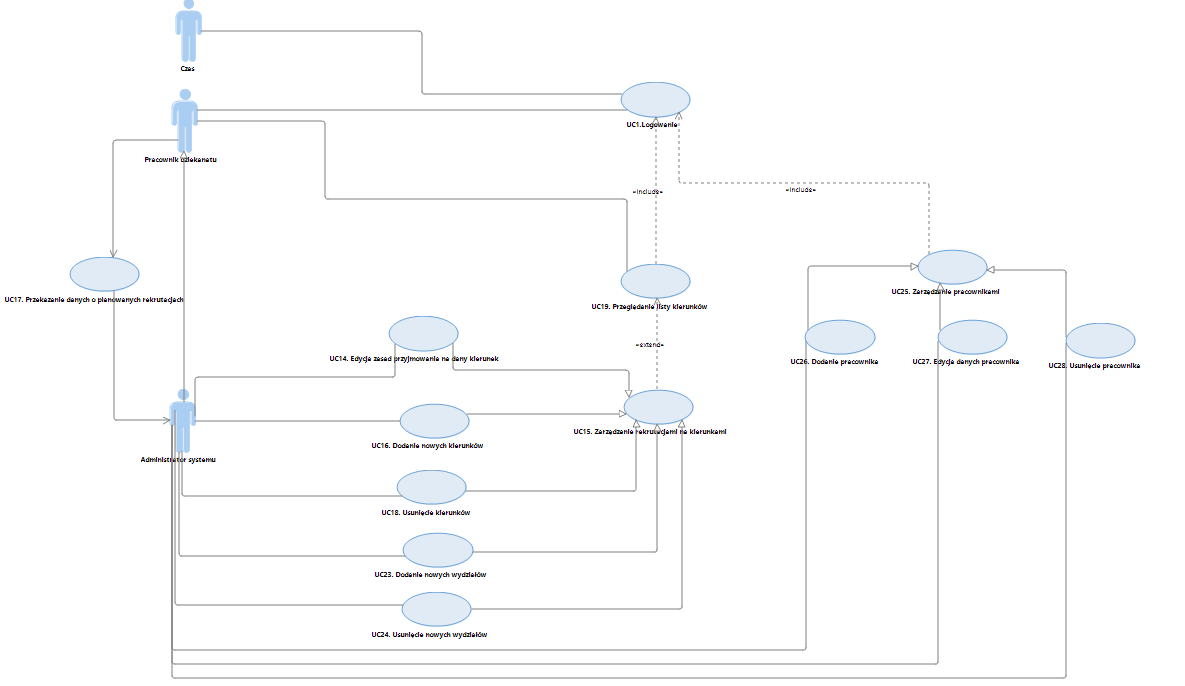 Czas
UC1.Logowanie
Pracownik dziekanatu
«include»
«include»
UC25. Zarządzanie pracownikami
UC17. Przekazanie danych o planowanych rekrutacjach
UC19. Przeglądanie listy kierunków
«extend»
UC14. Edycja zasad przyjmowania na dany kierunek
UC26. Dodanie pracownika
UC27. Edycja danych pracownika
UC28. Usunięcie pracownika
UC15. Zarządzanie rekrutacjami na kierunkami
UC16. Dodanie nowych kierunków
Administrator systemu
UC18. Usunięcie kierunków
UC23. Dodanie nowych wydziałów
UC24. Usunięcie nowych wydziałów